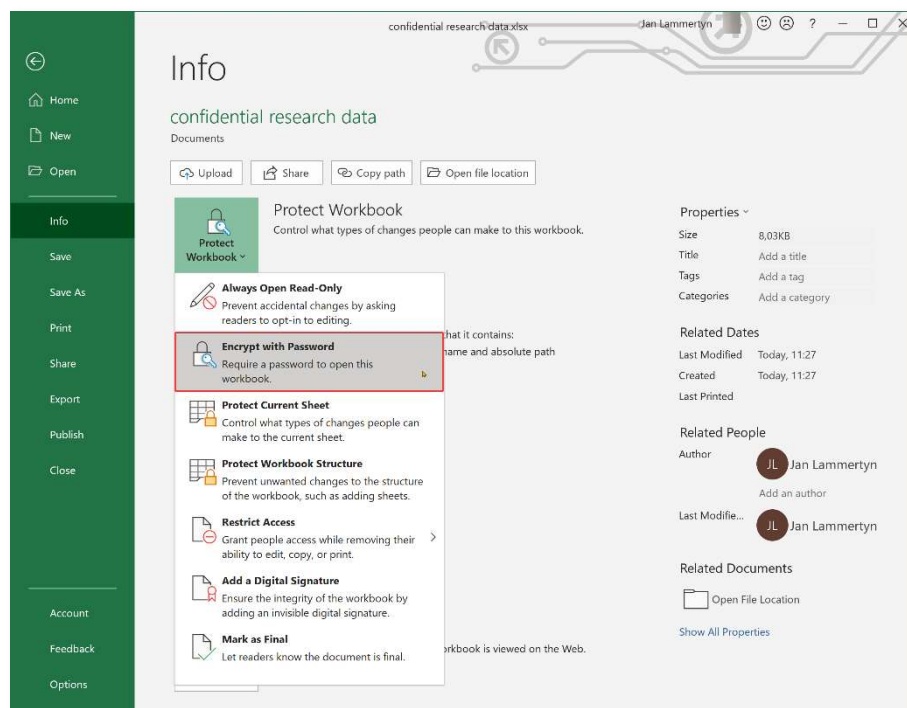 confidential research data.xlsx
Jan Lammertyn
?
Info
Home
New
Open
Info
Save
Save As
Print
Share
Export
Publish
Close
Account
Feedback
Options
confidential research data
Documents
Upload
Share
Copy path
Open file location
Protect
Workbook
Protect Workbook
Control what types of changes people can make to this workbook.
Always Open Read-Only
Prevent accidental changes by asking
readers to opt-in to editing.
Encrypt with Password
Require a password to open this
workbook.
Protect Current Sheet
Control what types of changes people can
make to the current sheet.
Protect Workbook Structure
Prevent unwanted changes to the structure
of the workbook, such as adding sheets.
Restrict Access
Grant people access while removing their
ability to edit, copy, or print.
Add a Digital Signature
Ensure the integrity of the workbook by
adding an invisible digital signature.
Mark as Final
Let readers know the document is final.
that it contains:
name and absolute path
orkbook is viewed on the Web.
Properties
Size 8,03KB
Title Add a title
Tags Add a tag
Categories Add a category
Related Dates
Last Modified Today, 11:27
Created Today, 11:27
Last Printed
Related People
Author JL Jan Lammertyn
Add an author
Last Modifie... JL Jan Lammertyn
Related Documents
Open File Location
Show All Properties